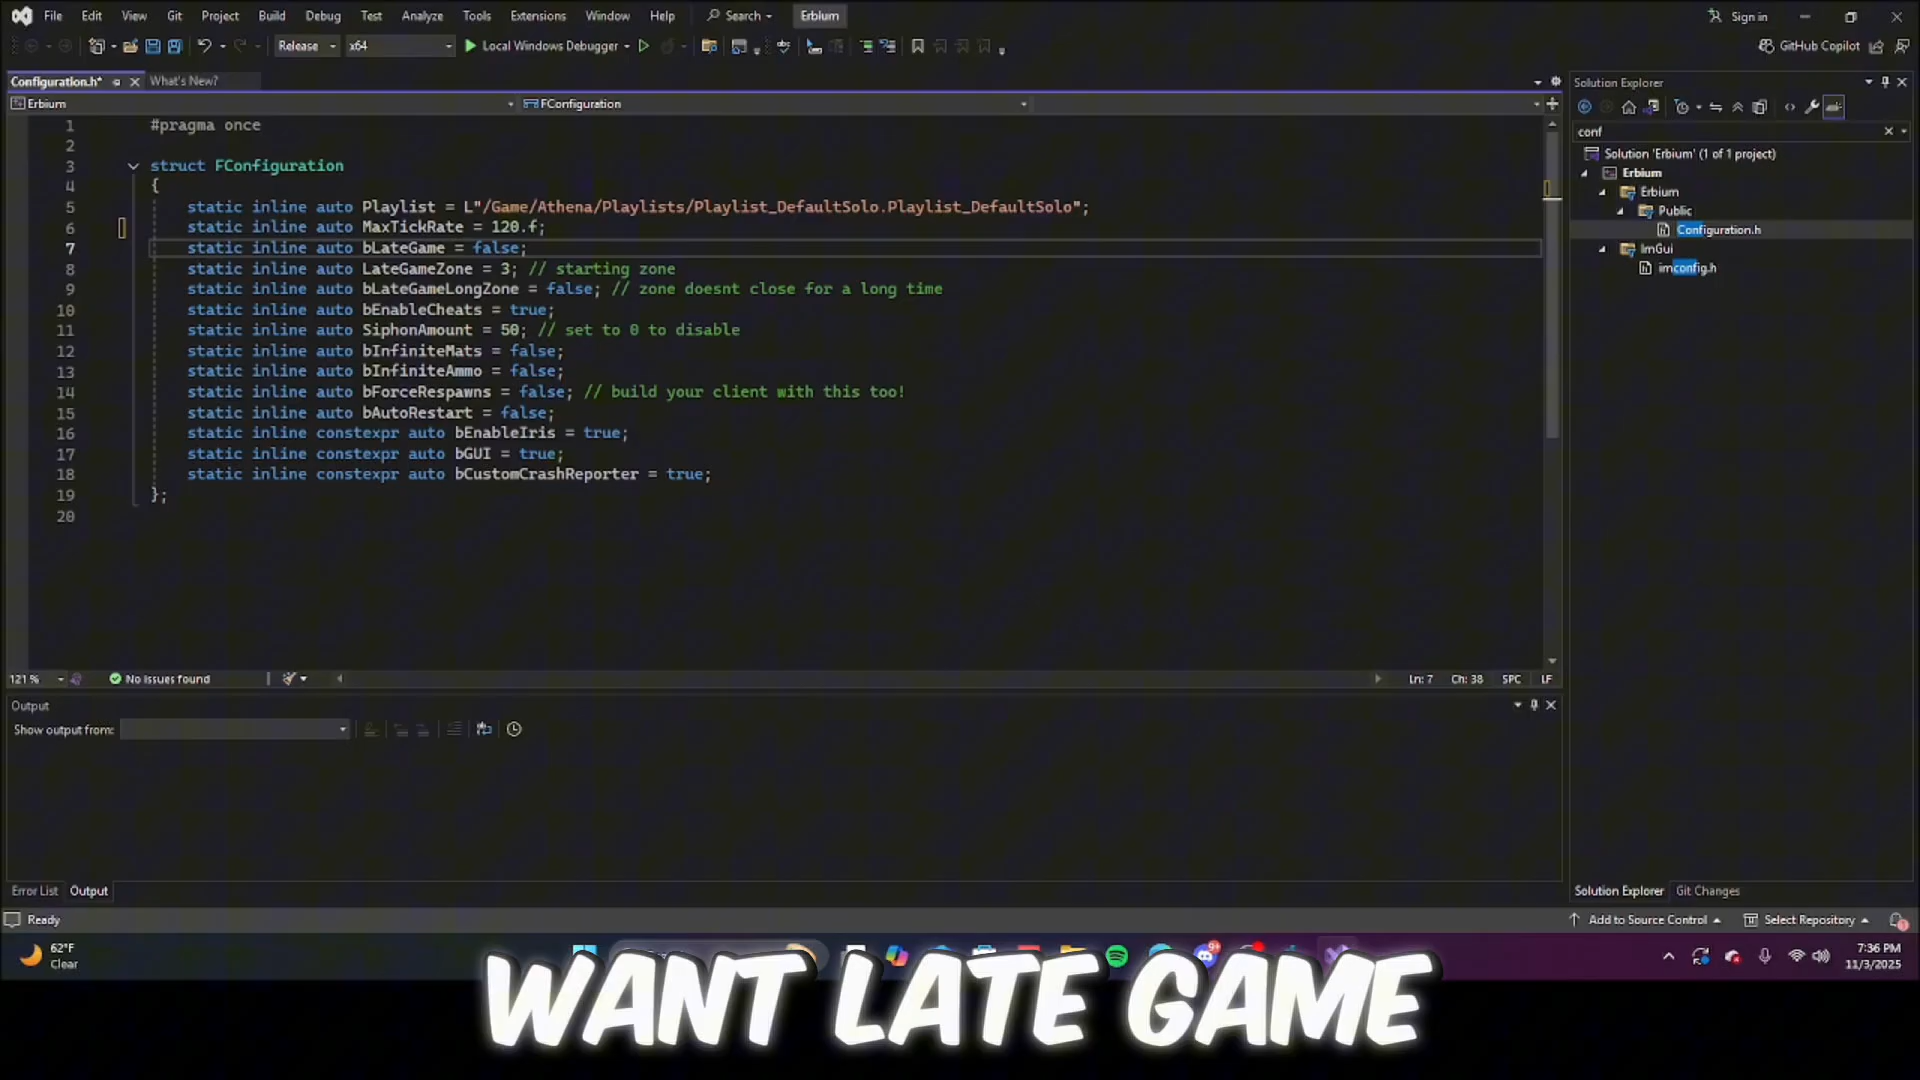 File Edit View Git Project Build Debug Test Analyze Tools Extensions Window Help Search Erbium Sign in
Release x64 Local Windows Debugger GitHub Copilot
Configuration.h* What's New?
Erbium FConfiguration
1 #pragma once
2
3 struct FConfiguration
4 {
5 static inline auto Playlist = L"/Game/Athena/Playlists/Playlist_DefaultSolo.Playlist_DefaultSolo";
6 static inline auto MaxTickRate = 120.f;
7 static inline auto bLateGame = false;
8 static inline auto LateGameZone = 3; // starting zone
9 static inline auto bLateGameLongZone = false; // zone doesnt close for a long time
10 static inline auto bEnableCheats = true;
11 static inline auto SiphonAmount = 50; // set to 0 to disable
12 static inline auto bInfiniteMats = false;
13 static inline auto bInfiniteAmmo = false;
14 static inline auto bForceRespawns = false; // build your client with this too!
15 static inline auto bAutoRestart = false;
16 static inline constexpr auto bEnableIris = true;
17 static inline constexpr auto bGUI = true;
18 static inline constexpr auto bCustomCrashReporter = true;
19 };
20
121 % No issues found Ln: 7 Ch: 38 SPC LF
Output
Show output from:
Error List Output
Solution Explorer
conf
Solution 'Erbium' (1 of 1 project)
Erbium
Erbium
Public
Configuration.h
ImGui
imconfig.h
Solution Explorer Git Changes
Ready Add to Source Control Select Repository
62°F
Clear
7:36 PM
11/3/2025
WANT LATE GAME